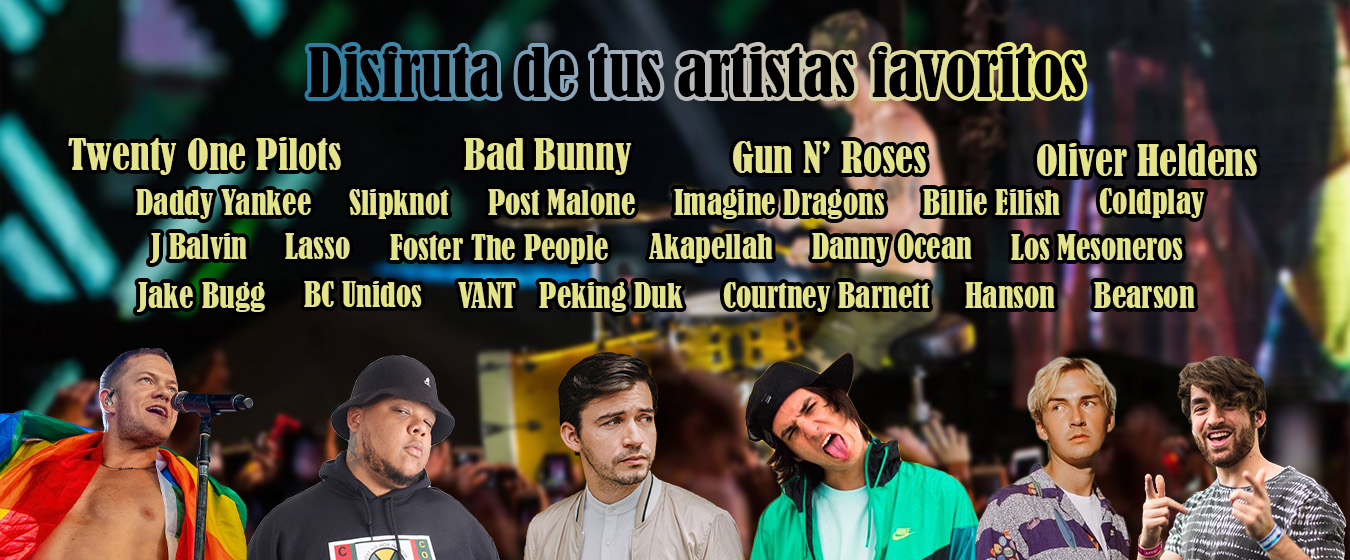 Disfruta de tus artistas favoritos
Twenty One Pilots Bad Bunny Gun N’ Roses Oliver Heldens
Daddy Yankee Slipknot Post Malone Imagine Dragons Billie Eilish Coldplay
J Balvin Lasso Foster The People Akapellah Danny Ocean Los Mesoneros
Jake Bugg BC Unidos VANT Peking Duk Courtney Barnett Hanson Bearson